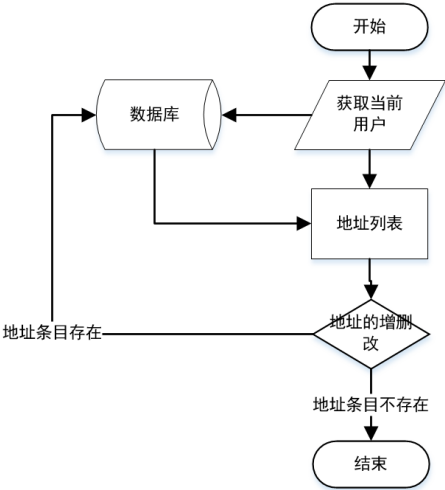 开始
数据库
获取当前
用户
地址列表
地址的增删
改
地址条目存在
地址条目不存在
结束